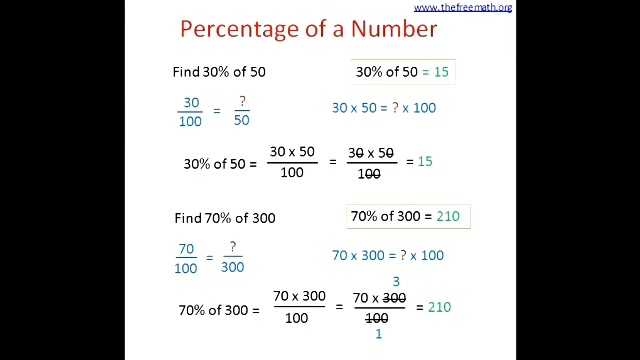 www.thefreemath.org
Percentage of a Number
Find 30% of 50
30% of 50 = 15
30/100 = ?/50
30 x 50 = ? x 100
30% of 50 = 30 x 50/100 = 30 x 50/100 = 15
Find 70% of 300
70% of 300 = 210
70/100 = ?/300
70 x 300 = ? x 100
3
70% of 300 = 70 x 300/100 = 70 x 300/100 = 210
1